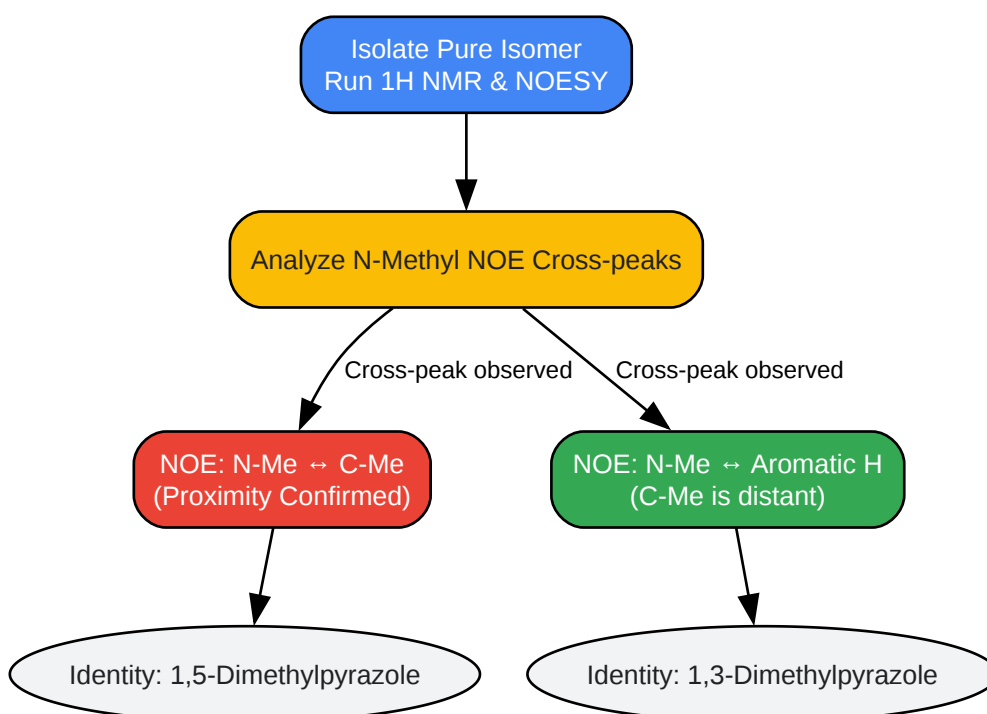 Isolate Pure Isomer
Run 1H NMR & NOESY
Analyze N-Methyl NOE Cross-peaks
Cross-peak observed
Cross-peak observed
NOE: N-Me ↔ C-Me
(Proximity Confirmed)
NOE: N-Me ↔ Aromatic H
(C-Me is distant)
Identity: 1,5-Dimethylpyrazole
Identity: 1,3-Dimethylpyrazole